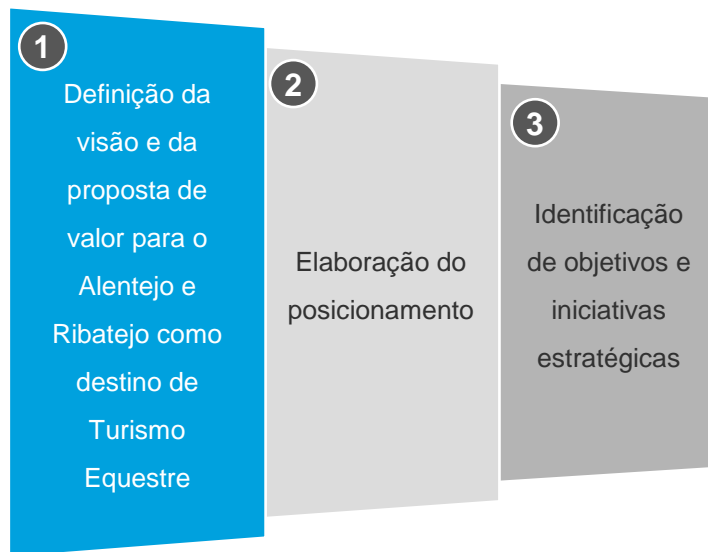 1
Definição da
visão e da
proposta de
valor para o
Alentejo e
Ribatejo como
destino de
Turismo
Equestre
2
Elaboração do
posicionamento
3
Identificação
de objetivos e
iniciativas
estratégicas